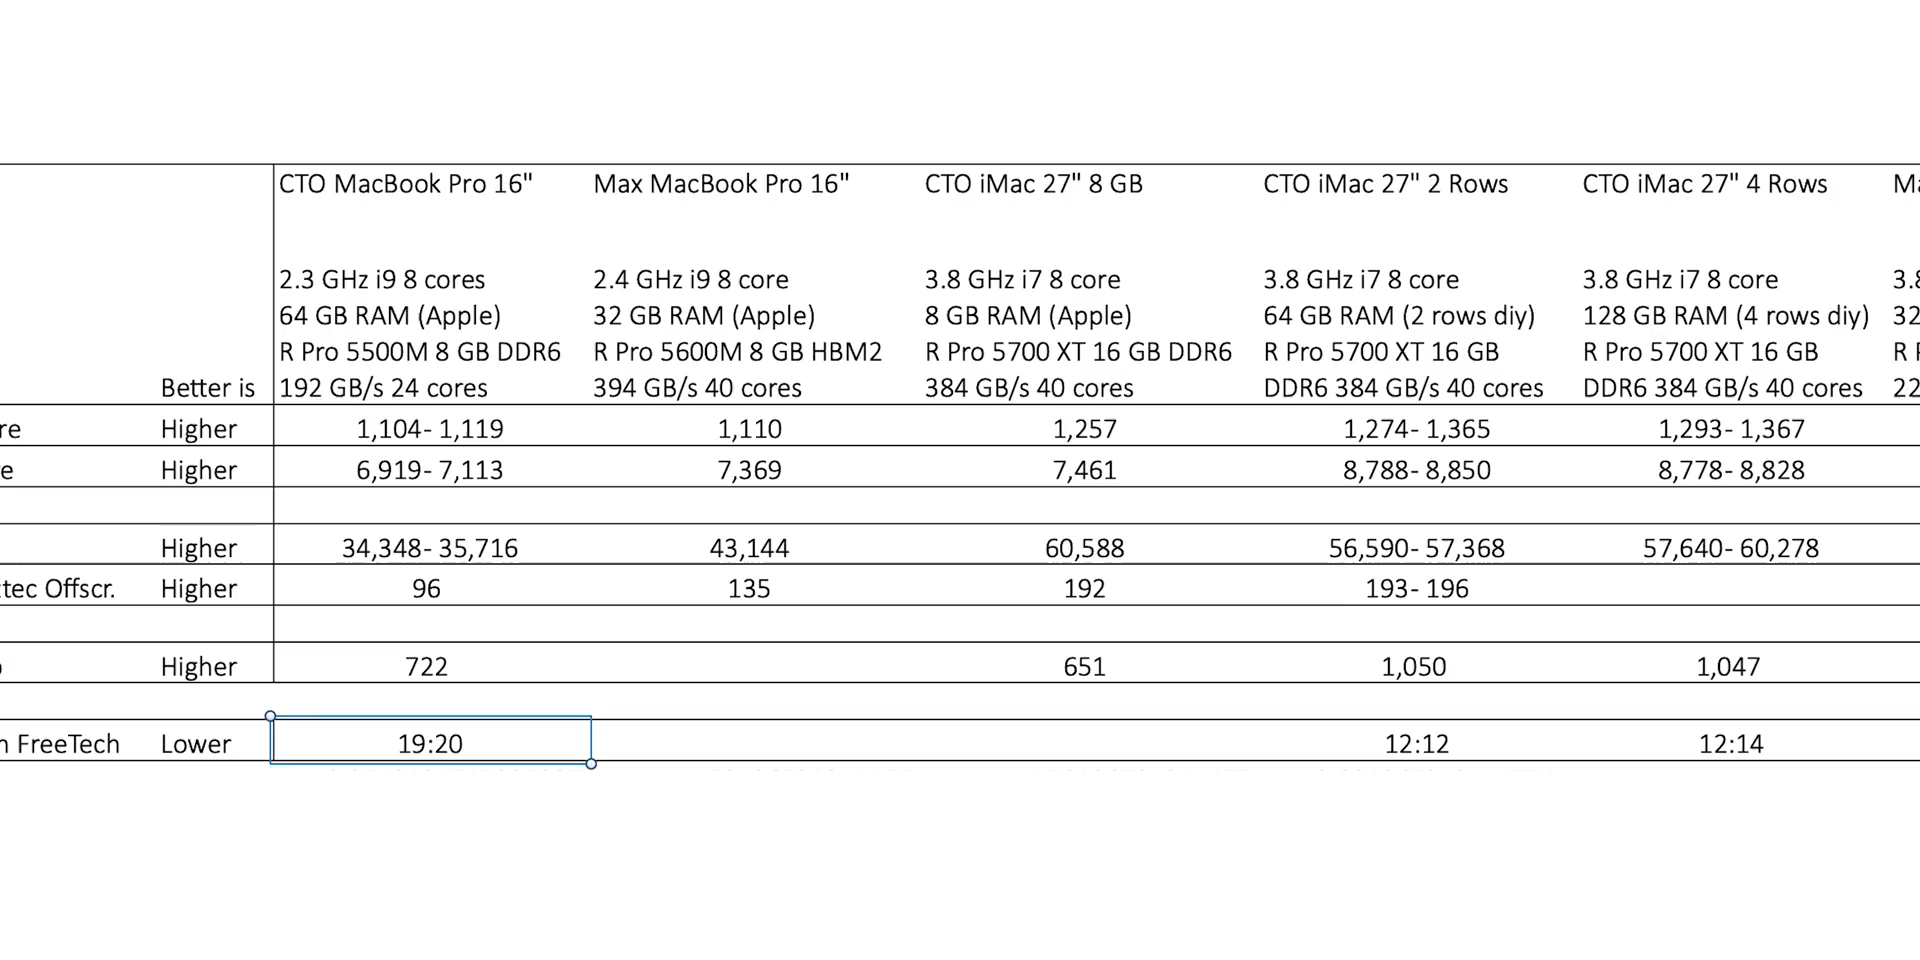 CTO MacBook Pro 16" Max MacBook Pro 16" CTO iMac 27" 8 GB CTO iMac 27" 2 Rows CTO iMac 27" 4 Rows
2.3 GHz i9 8 cores 2.4 GHz i9 8 core 3.8 GHz i7 8 core 3.8 GHz i7 8 core 3.8 GHz i7 8 core
64 GB RAM (Apple) 32 GB RAM (Apple) 8 GB RAM (Apple) 64 GB RAM (2 rows diy) 128 GB RAM (4 rows diy) 32
R Pro 5500M 8 GB DDR6 R Pro 5600M 8 GB HBM2 R Pro 5700 XT 16 GB DDR6 R Pro 5700 XT 16 GB R Pro 5700 XT 16 GB R
Better is 192 GB/s 24 cores 394 GB/s 40 cores 384 GB/s 40 cores DDR6 384 GB/s 40 cores DDR6 384 GB/s 40 cores 22
re Higher 1,104- 1,119 1,110 1,257 1,274- 1,365 1,293- 1,367
e Higher 6,919- 7,113 7,369 7,461 8,788- 8,850 8,778- 8,828
Higher 34,348- 35,716 43,144 60,588 56,590- 57,368 57,640- 60,278
tec Offscr. Higher 96 135 192 193- 196
Higher 722 651 1,050 1,047
FreeTech Lower 19:20 12:12 12:14